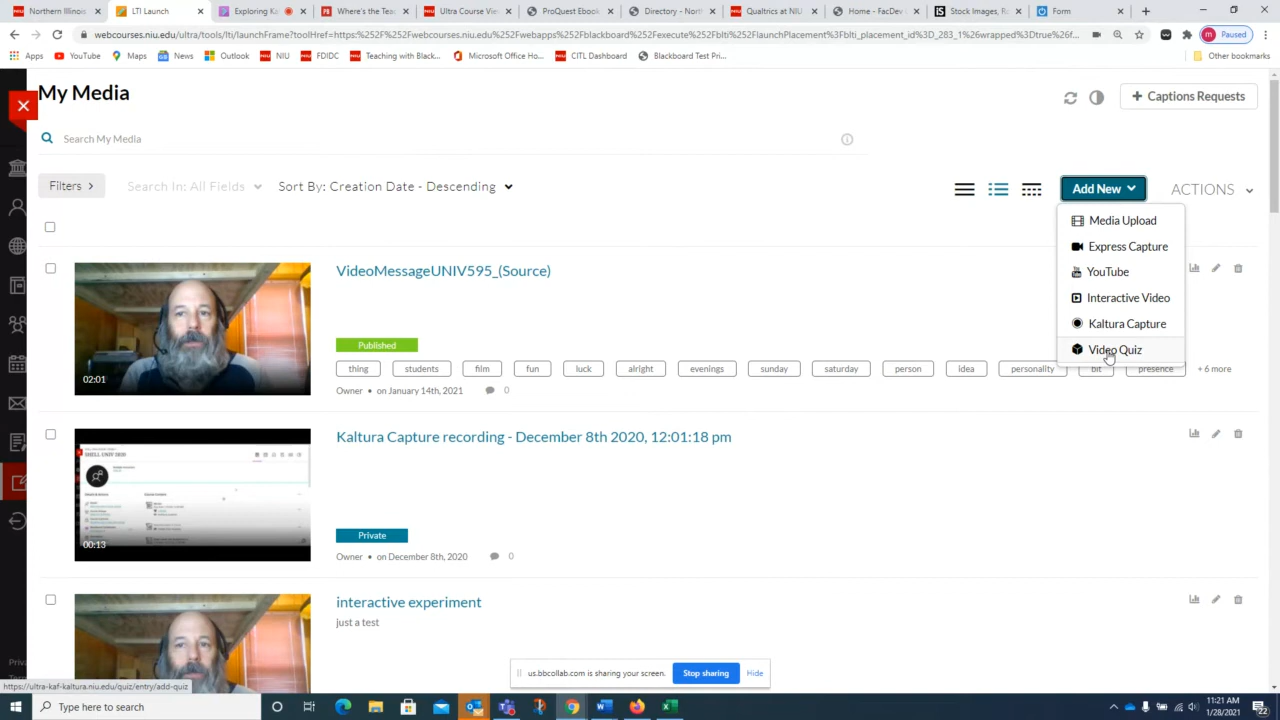 Northern Illinois
LTI Launch
Exploring Ka
Where's the Tea
Ultra Course Vie
ProQuest Ebook
Directory - Nort
Qualtrics at NIU
Home - FacDev
Stock Images, Ro
Form
webcourses.niu.edu/ultra/tools/lti/launchFrame?toolHref=https:%252F%252Fwebcourses.niu.edu%252Fwebapps%252Fblackboard%252Fexecute%252Fblti%252FlaunchPlacement%253Fblti_placement_id%253D_283_1%26wrapped%3Dtrue%26f...
m Paused
Apps YouTube Maps News Outlook NIU FDIDC Teaching with Black... Microsoft Office Ho... CITL Dashboard Blackboard Test Pri... Other bookmarks
My Media
+ Captions Requests
Search My Media
Filters
Search In: All Fields
Sort By: Creation Date - Descending
Add New
ACTIONS
Media Upload
Express Capture
YouTube
Interactive Video
Kaltura Capture
Video Quiz
VideoMessageUNIV595_(Source)
Published
02:01
thing students film fun luck alright evenings sunday saturday person idea personality bit presence + 6 more
Owner • on January 14th, 2021 0
Kaltura Capture recording - December 8th 2020, 12:01:18 pm
Private
00:13
Owner • on December 8th, 2020 0
interactive experiment
just a test
us.bbcollab.com is sharing your screen. Stop sharing Hide
Priva
https://ultra-kaf-kaltura.niu.edu/quiz/entry/add-quiz
Type here to search
11:21 AM
1/28/2021
22